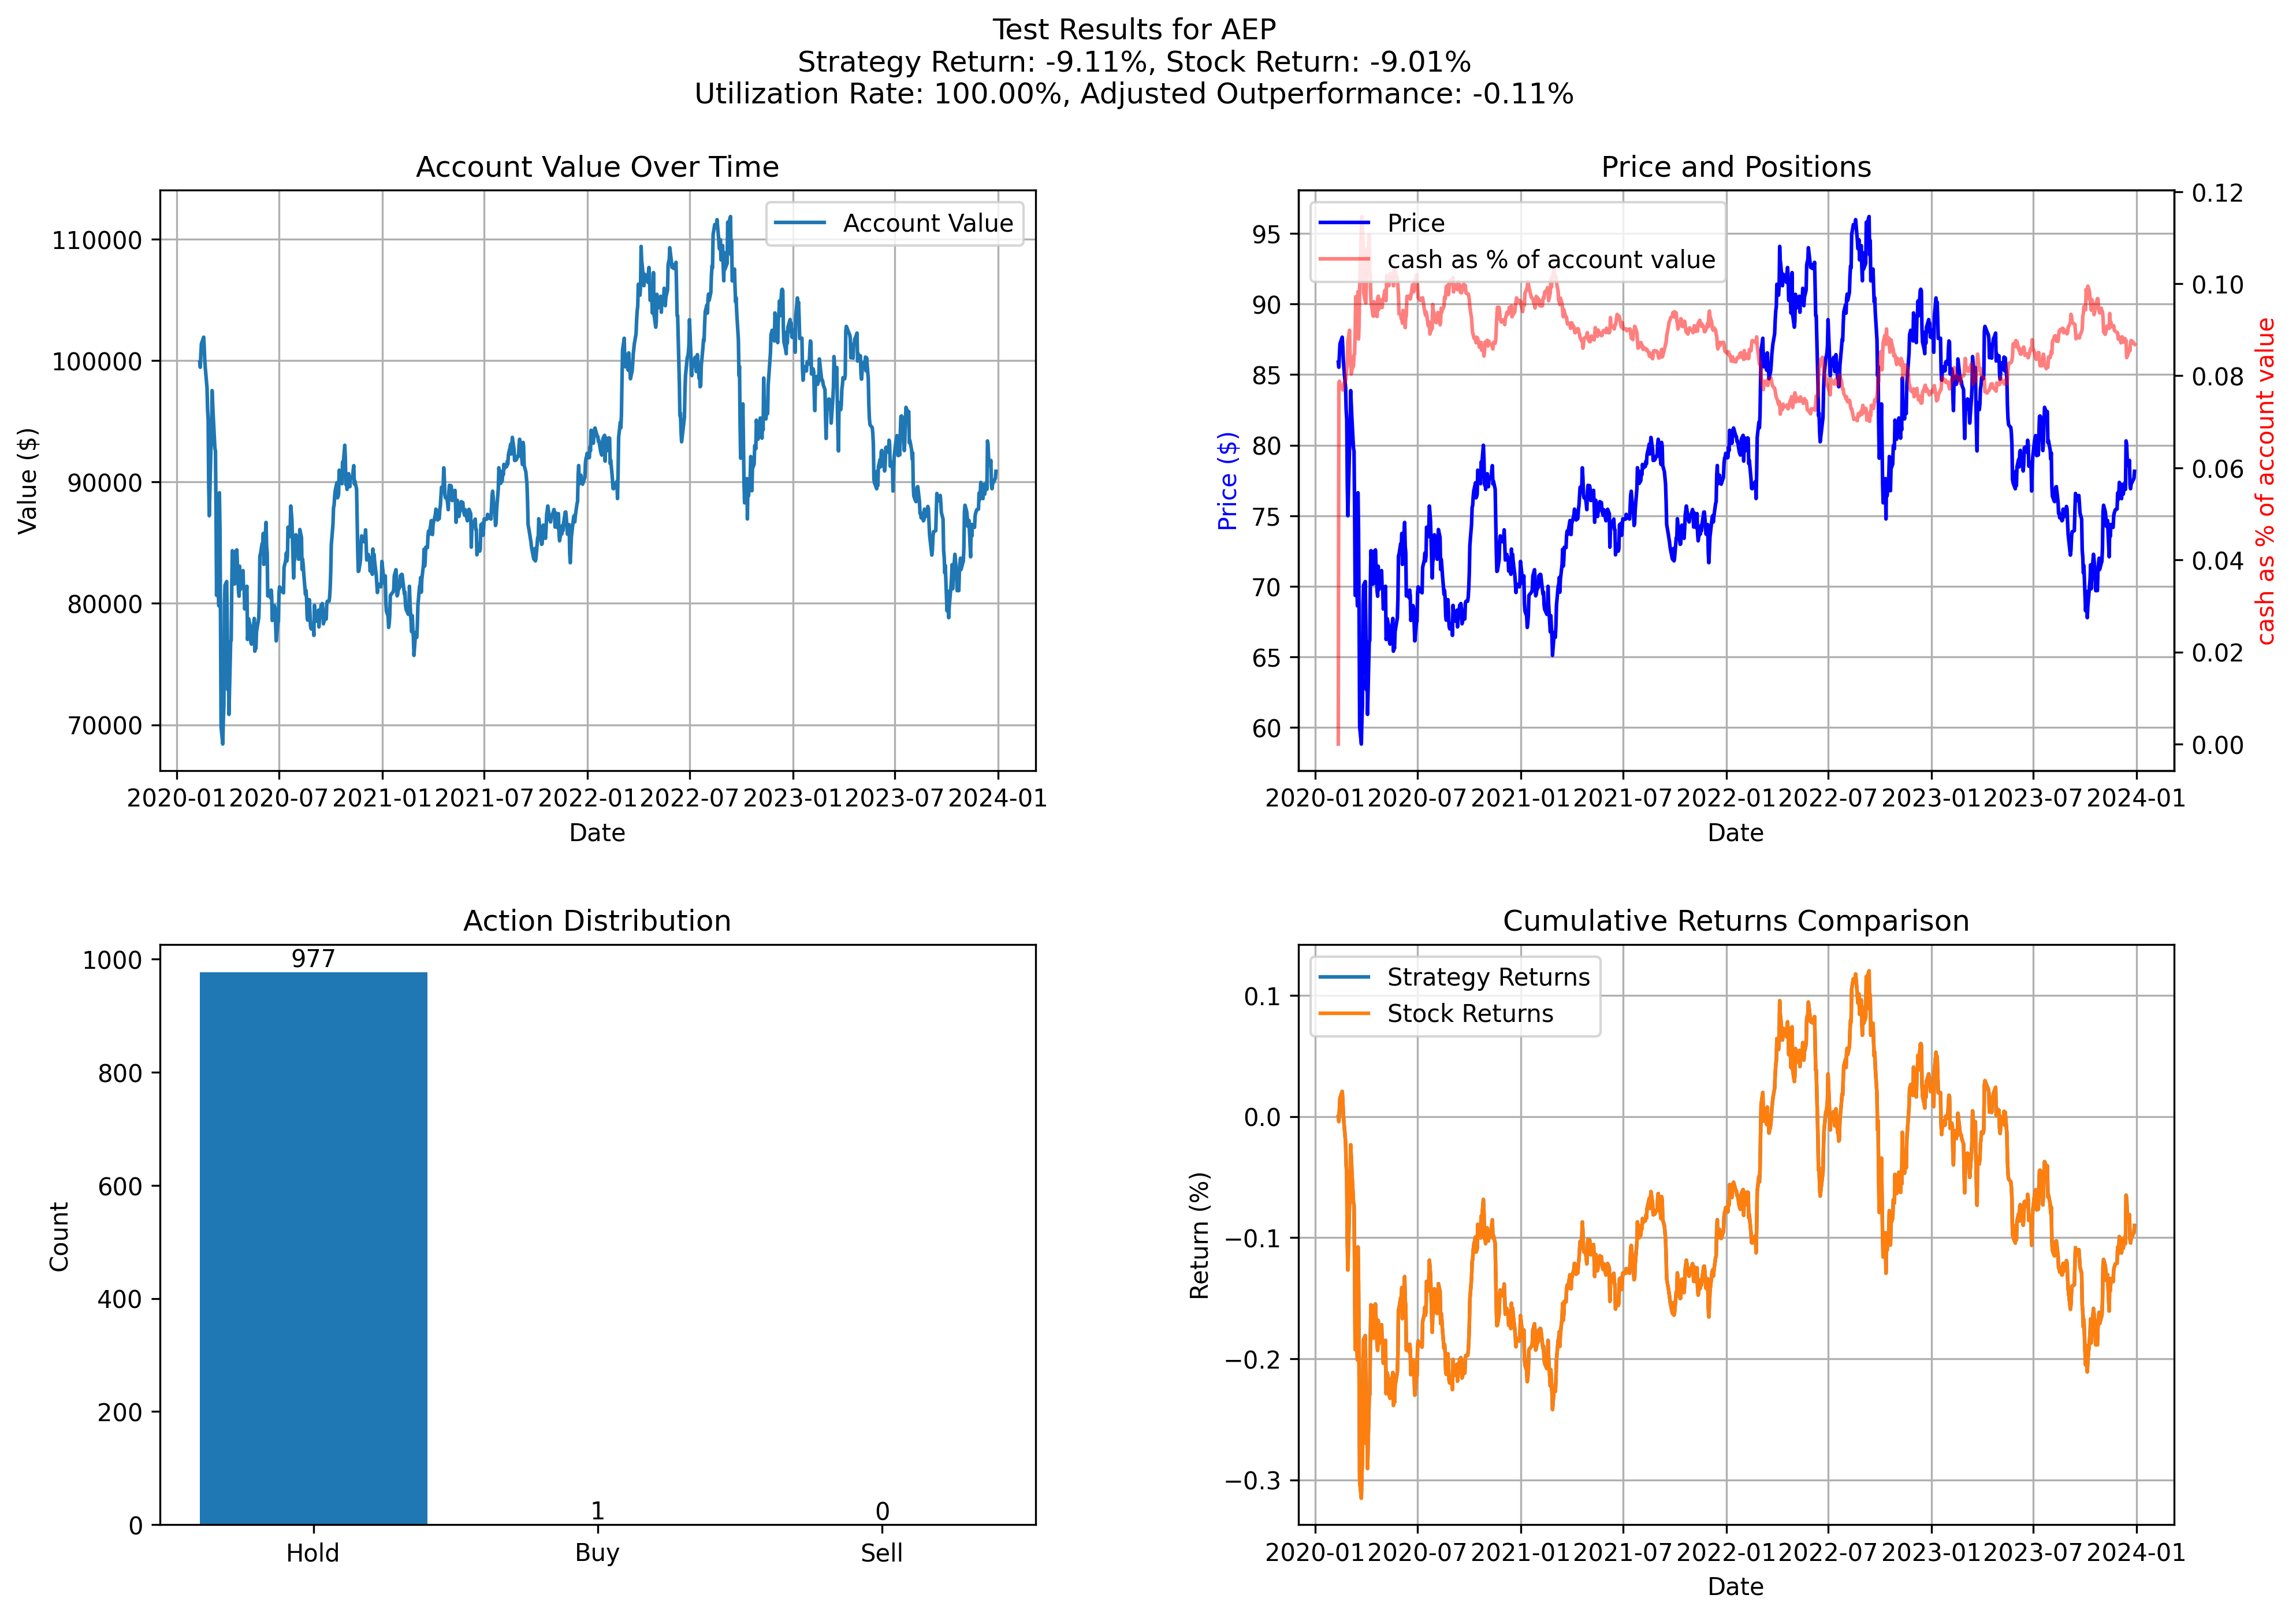 Test Results for AEP
Strategy Return: -9.11%, Stock Return: -9.01%
Utilization Rate: 100.00%, Adjusted Outperformance: -0.11%
Account Value Over Time
Account Value
110000
100000
90000
80000
70000
Value ($)
2020-01 2020-07 2021-01 2021-07 2022-01 2022-07 2023-01 2023-07 2024-01
Date
Price and Positions
Price
cash as % of account value
95
90
85
80
75
70
65
60
Price ($)
0.12
0.10
0.08
0.06
0.04
0.02
0.00
cash as % of account value
2020-01 2020-07 2021-01 2021-07 2022-01 2022-07 2023-01 2023-07 2024-01
Date
Action Distribution
1000
800
600
400
200
0
Count
977
1
0
Hold Buy Sell
Cumulative Returns Comparison
Strategy Returns
Stock Returns
0.1
0.0
−0.1
−0.2
−0.3
Return (%)
2020-01 2020-07 2021-01 2021-07 2022-01 2022-07 2023-01 2023-07 2024-01
Date